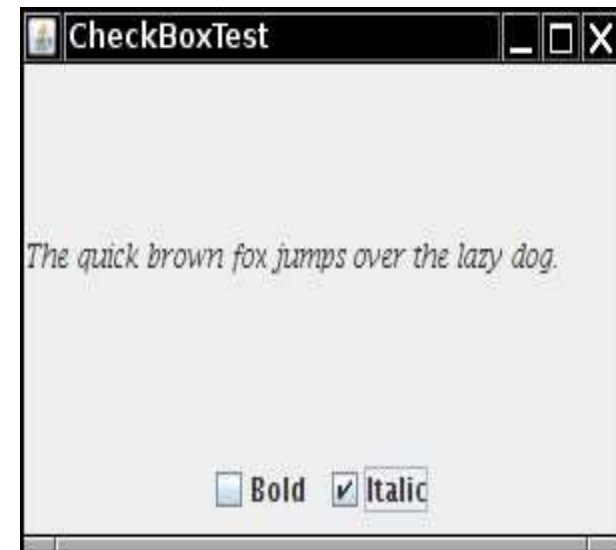 CheckBoxTest
The quick brown fox jumps over the lazy dog.
Bold Italic